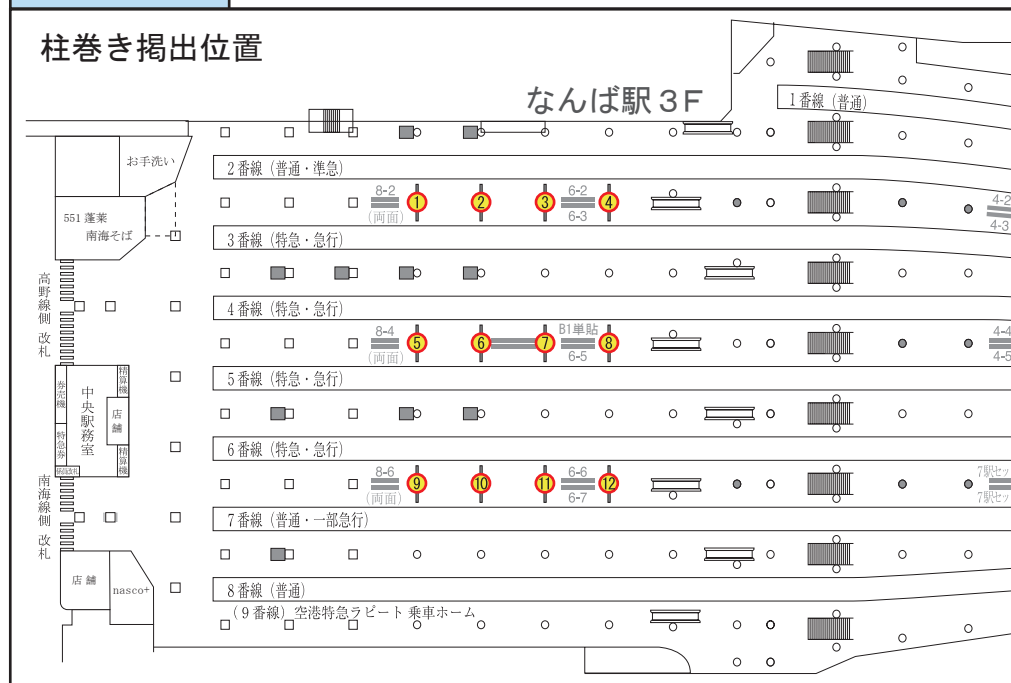 柱巻き掲出位置
なんば駅3F
1番線 (普通)
お手洗い
2番線 (普通・準急)
8-2
(両面)
1
2
3
6-2
6-3
4
4-2
4-3
551 蓬莱
南海そば
3番線 (特急・急行)
高野線側 改札
4番線 (特急・急行)
8-4
(両面)
5
6
7
B1単貼
6-5
8
4-4
4-5
5番線 (特急・急行)
券売機
特急券
中央駅務室
精算機
店舗
精算機
6番線 (特急・急行)
8-6
(両面)
9
10
11
6-6
6-7
12
7駅セッ
7駅セッ
南海線側 改札
7番線 (普通・一部急行)
店舗
nasco+
8番線 (普通)
(9番線) 空港特急ラピート 乗車ホーム